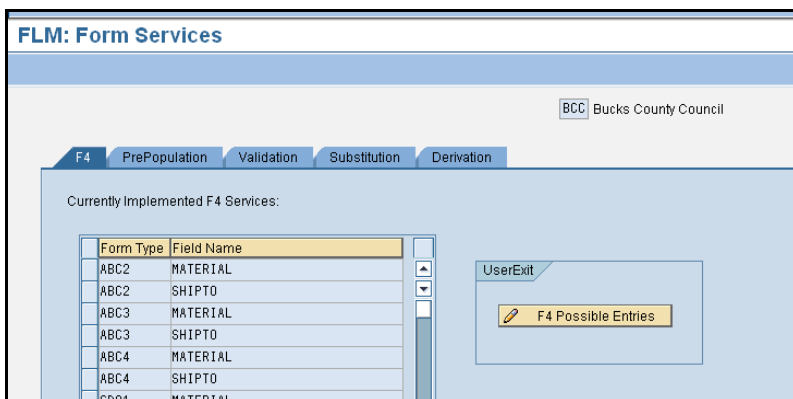 FLM: Form Services
BCC Bucks County Council
F4 PrePopulation Validation Substitution Derivation
Currently Implemented F4 Services:
Form Type Field Name
ABC2 MATERIAL
ABC2 SHIPTO
ABC3 MATERIAL
ABC3 SHIPTO
ABC4 MATERIAL
ABC4 SHIPTO
MATERIAL
UserExit
F4 Possible Entries